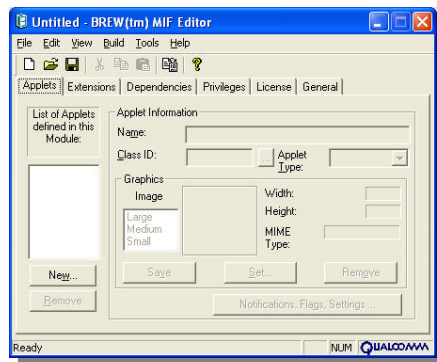 Untitled - BREW(tm) MIF Editor
File Edit View Build Tools Help
Applets Extensions Dependencies Privileges License General
List of Applets
defined in this
Module:
New...
Remove
Applet Information
Name:
Class ID:
...
Applet
Type:
Graphics
Image
Large
Medium
Small
Width:
Height:
MIME
Type:
Save
Set...
Remove
Notifications, Flags, Settings ...
Ready
NUM
QUALCOMM